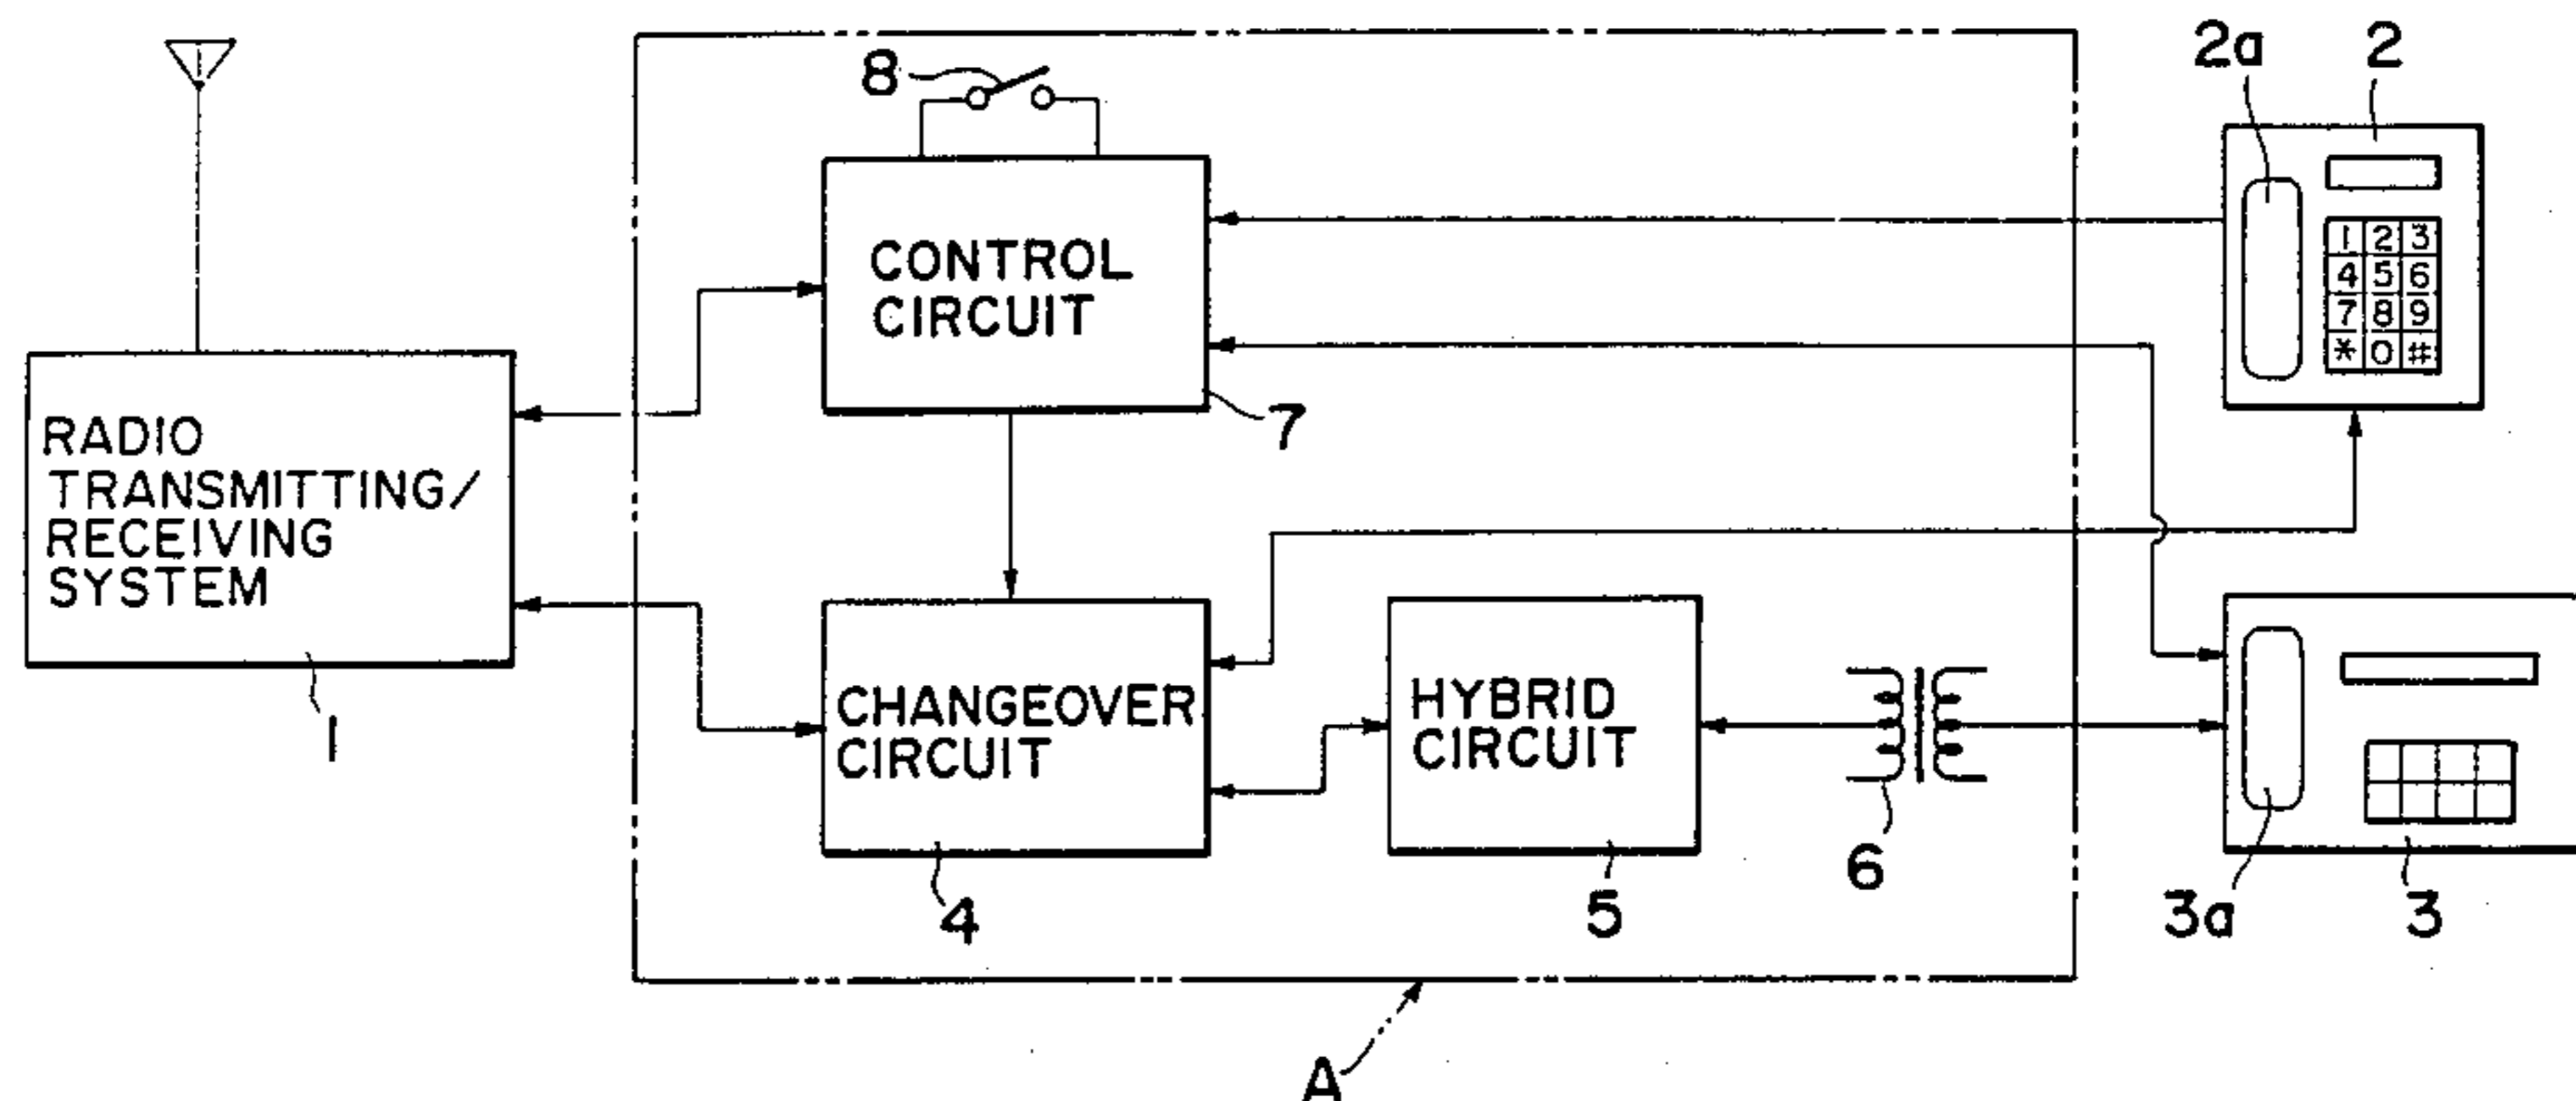 8
2a
2
CONTROL
CIRCUIT
7
1 2 3
4 5 6
7 8 9
* 0 #
RADIO
TRANSMITTING/
RECEIVING
SYSTEM
1
CHANGEOVER
CIRCUIT
4
HYBRID
CIRCUIT
5
6
3a
3
A